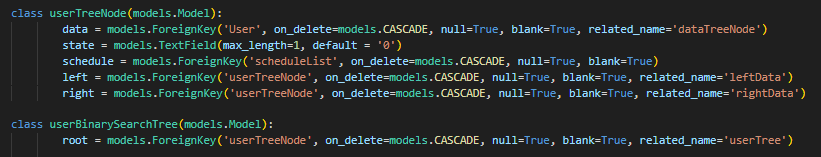 class userTreeNode(models.Model):
data = models.ForeignKey('User', on_delete=models.CASCADE, null=True, blank=True, related_name='dataTreeNode')
state = models.TextField(max_length=1, default = '0')
schedule = models.ForeignKey('scheduleList', on_delete=models.CASCADE, null=True, blank=True)
left = models.ForeignKey('userTreeNode', on_delete=models.CASCADE, null=True, blank=True, related_name='leftData')
right = models.ForeignKey('userTreeNode', on_delete=models.CASCADE, null=True, blank=True, related_name='rightData')
class userBinarySearchTree(models.Model):
root = models.ForeignKey('userTreeNode', on_delete=models.CASCADE, null=True, blank=True, related_name='userTree')